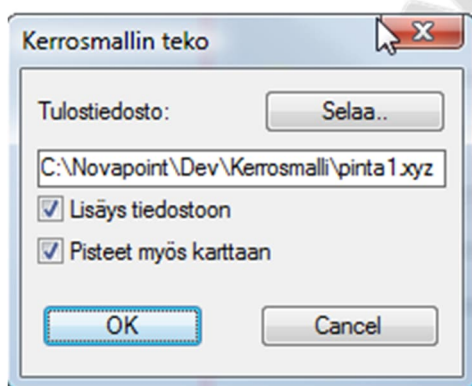 Kerrosmallin teko
Tulostiedosto:
Selaa..
C:\Novapoint\Dev\Kerrosmalli\pinta1.xyz
Lisäys tiedostoon
Pisteet myös karttaan
OK
Cancel